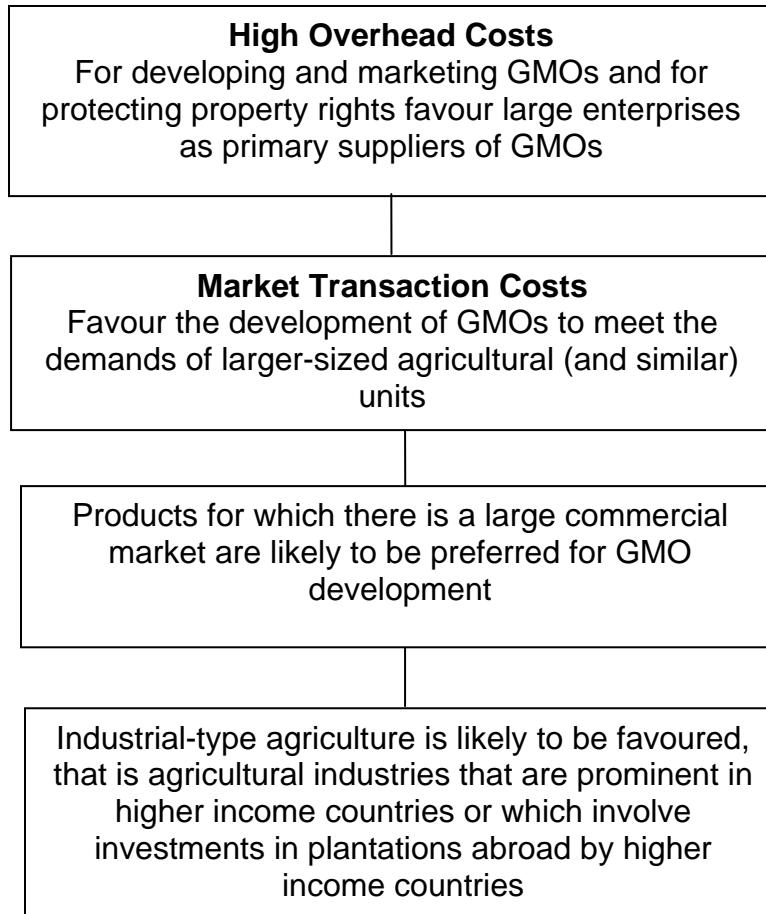 High Overhead Costs
For developing and marketing GMOs and for
protecting property rights favour large enterprises
as primary suppliers of GMOs
Market Transaction Costs
Favour the development of GMOs to meet the
demands of larger-sized agricultural (and similar)
units
Products for which there is a large commercial
market are likely to be preferred for GMO
development
Industrial-type agriculture is likely to be favoured,
that is agricultural industries that are prominent in
higher income countries or which involve
investments in plantations abroad by higher
income countries